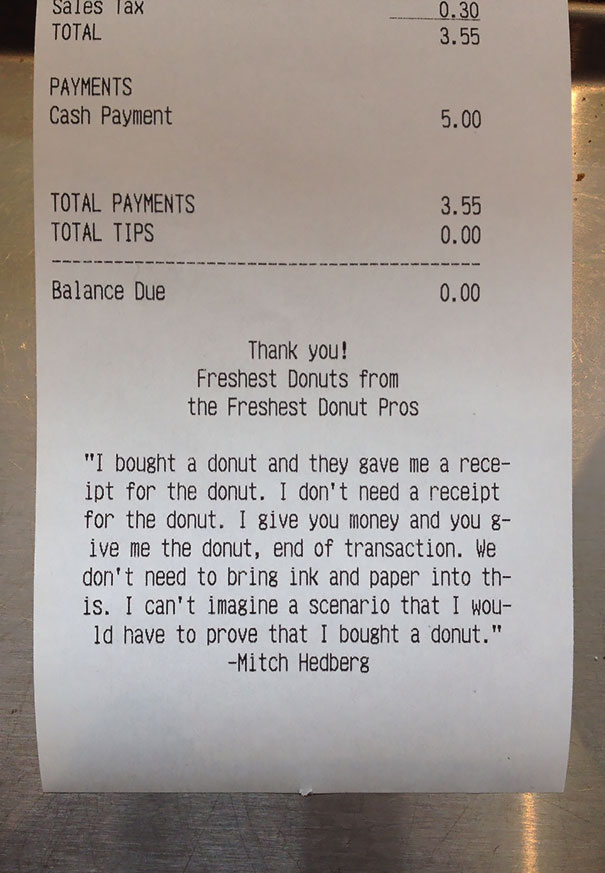 Sales Tax 0.30
TOTAL 3.55
PAYMENTS
Cash Payment 5.00
TOTAL PAYMENTS 3.55
TOTAL TIPS 0.00
Balance Due 0.00
Thank you!
Freshest Donuts from
the Freshest Donut Pros
"I bought a donut and they gave me a rece-
ipt for the donut. I don't need a receipt
for the donut. I give you money and you g-
ive me the donut, end of transaction. We
don't need to bring ink and paper into th-
is. I can't imagine a scenario that I wou-
ld have to prove that I bought a donut."
-Mitch Hedberg